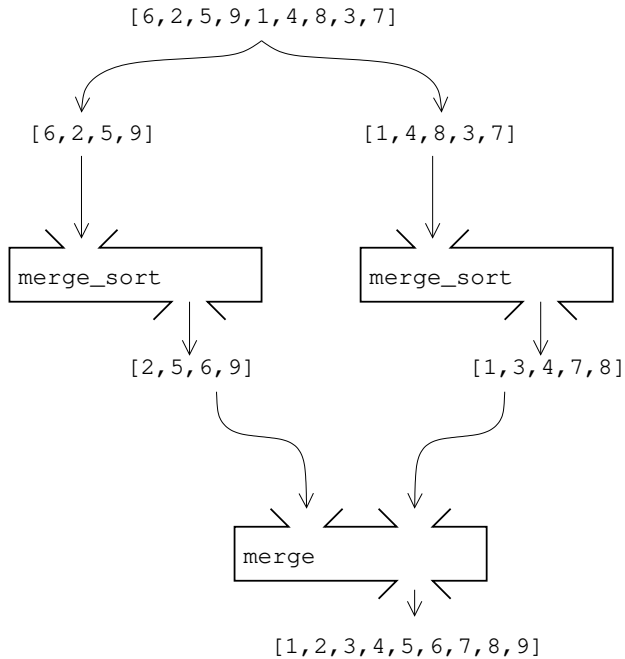 [6,2,5,9,1,4,8,3,7]
[6,2,5,9]
[1,4,8,3,7]
merge_sort
merge_sort
[2,5,6,9]
[1,3,4,7,8]
merge
[1,2,3,4,5,6,7,8,9]